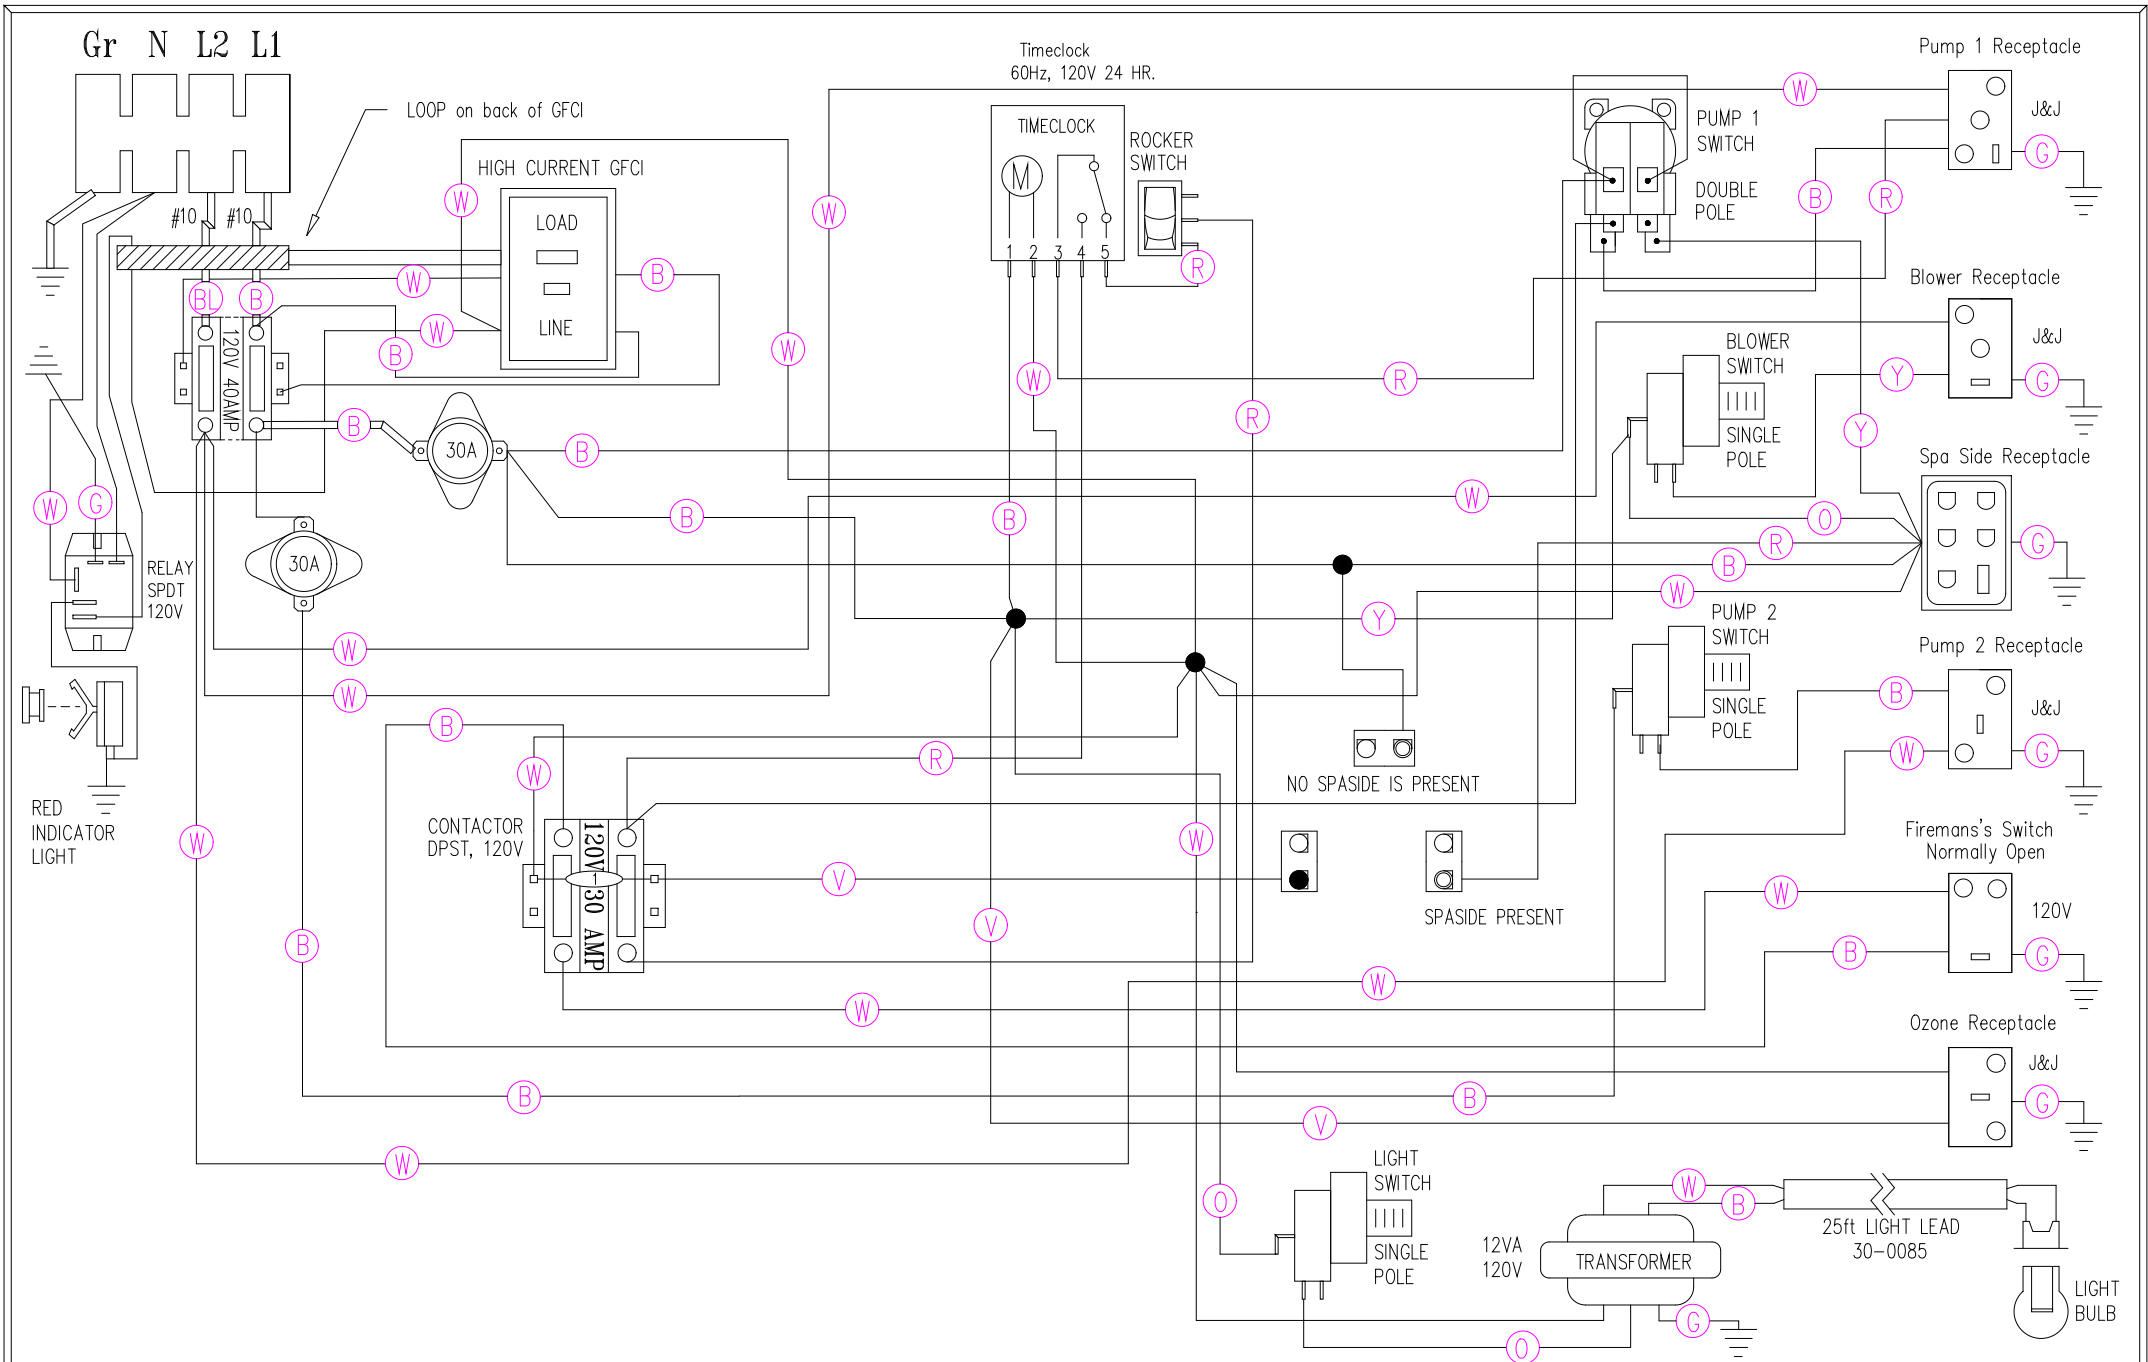 Gr N L2 L1
Timeclock
60Hz, 120V 24 HR.
Pump 1 Receptacle
LOOP on back of GFCI
W
TIMECLOCK
PUMP 1
SWITCH
J&J
G
HIGH CURRENT GFCI
ROCKER
SWITCH
M
W
LOAD
DOUBLE
POLE
B
R
#10
#10
W
1 2 3 4 5
R
W
B
Blower Receptacle
BL
B
LINE
W
B
W
120V 40AMP
BLOWER
SWITCH
J&J
G
W
R
Y
R
B
30A
B
SINGLE
POLE
Y
Spa Side Receptacle
W
G
B
B
W
O
R
G
30A
RELAY
SPDT
120V
B
W
Y
PUMP 2
SWITCH
W
Pump 2 Receptacle
W
B
SINGLE
POLE
B
J&J
W
G
B
R
W
NO SPASIDE IS PRESENT
RED
INDICATOR
LIGHT
CONTACTOR
DPST, 120V
120V 30 AMP
1
W
W
Firemans's Switch
Normally Open
V
W
120V
SPASIDE PRESENT
V
B
B
G
W
W
Ozone Receptacle
J&J
B
B
G
V
W
LIGHT
SWITCH
O
W
B
25ft LIGHT LEAD
30-0085
SINGLE
POLE
12VA
120V
TRANSFORMER
G
LIGHT
BULB
O